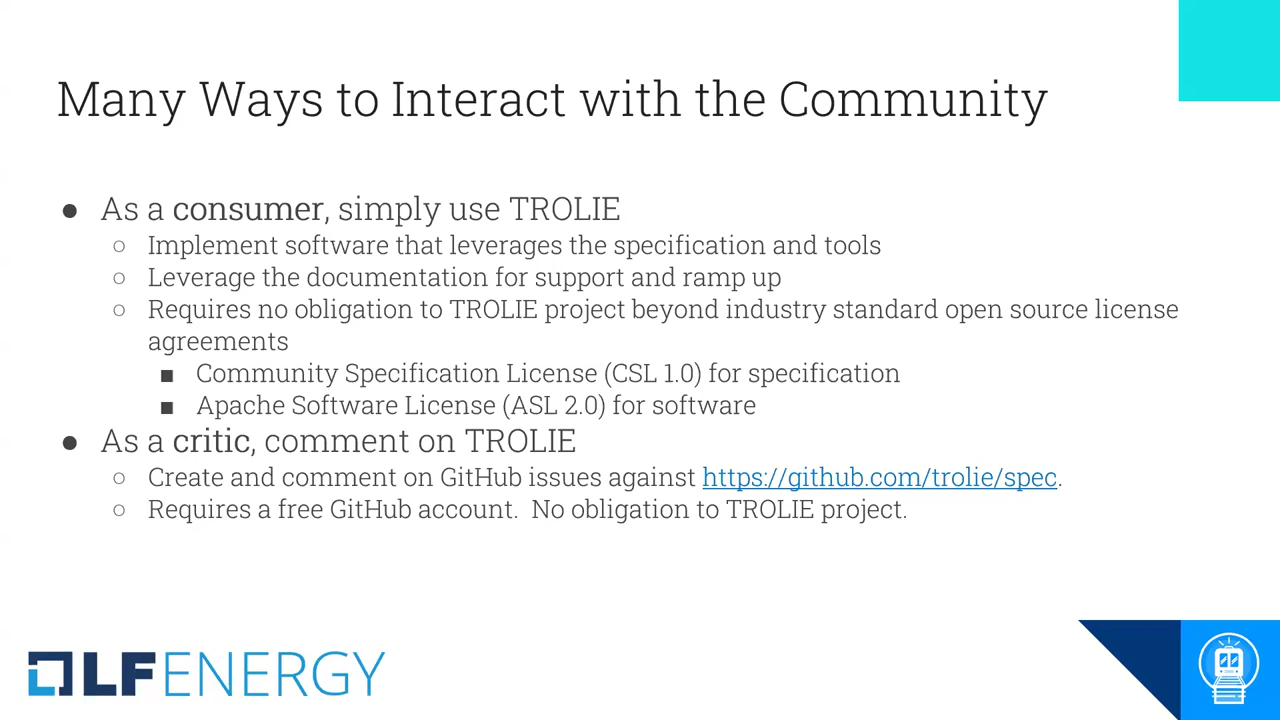 Many Ways to Interact with the Community
● As a consumer, simply use TROLIE
○ Implement software that leverages the specification and tools
○ Leverage the documentation for support and ramp up
○ Requires no obligation to TROLIE project beyond industry standard open source license
agreements
■ Community Specification License (CSL 1.0) for specification
■ Apache Software License (ASL 2.0) for software
● As a critic, comment on TROLIE
○ Create and comment on GitHub issues against https://github.com/trolie/spec.
○ Requires a free GitHub account.  No obligation to TROLIE project.
LFENERGY